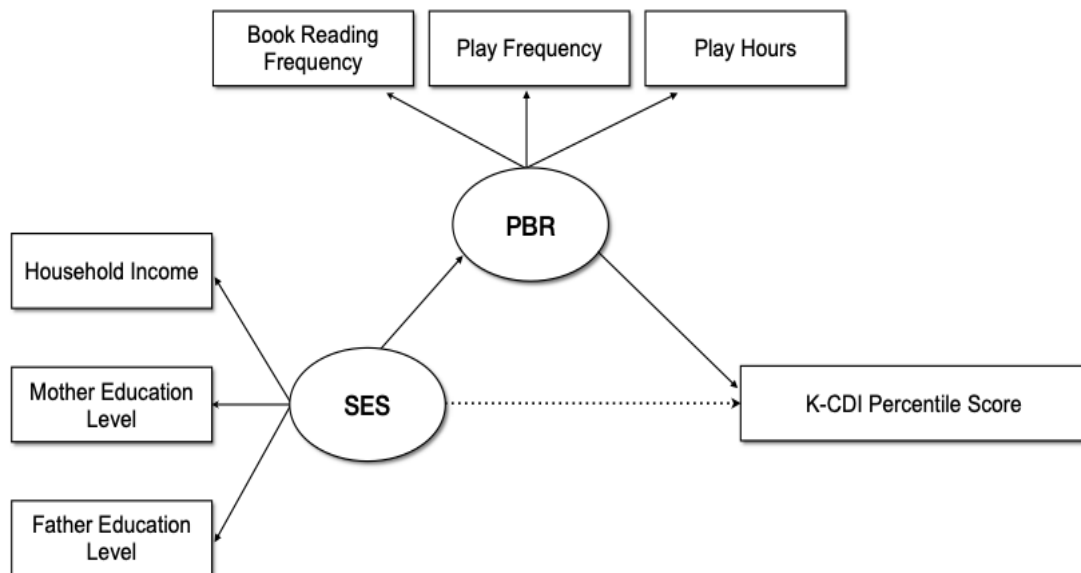 Book Reading
Frequency
Play Frequency
Play Hours
PBR
Household Income
Mother Education
Level
SES
K-CDI Percentile Score
Father Education
Level